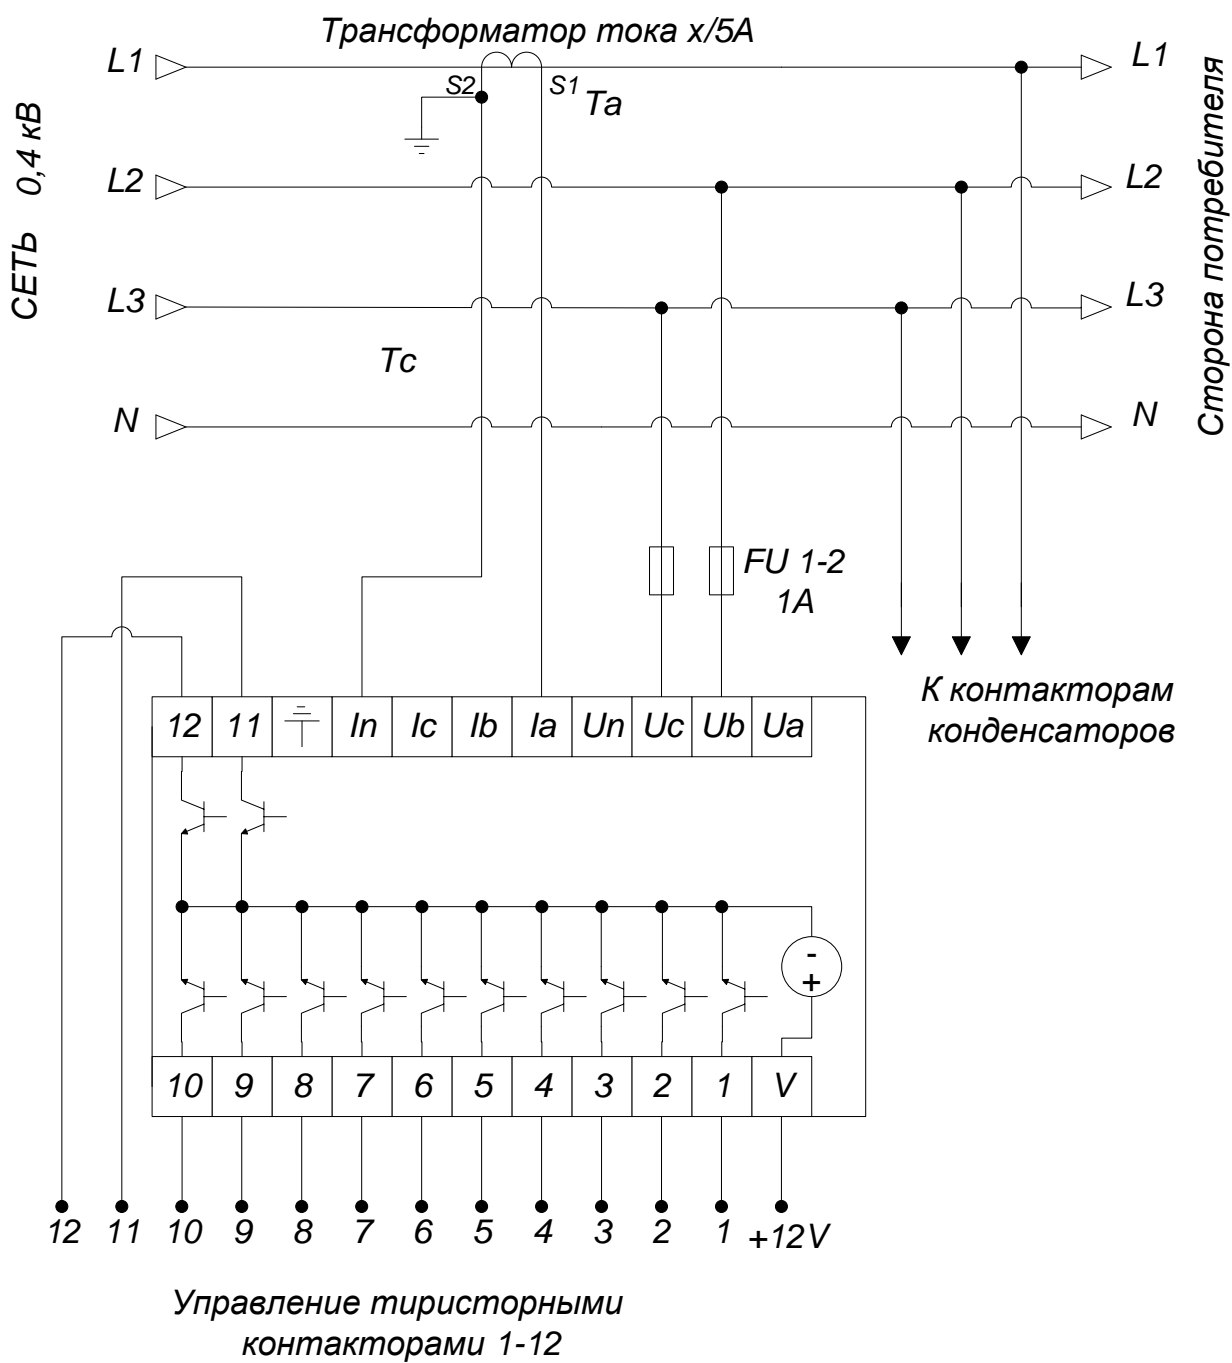 Трансформатор тока x/5A
L1
L1
S2
S1
Ta
СЕТЬ 0,4 кВ
Сторона потребителя
L2
L2
L3
L3
Tc
N
N
FU 1-2
1A
К контакторам
конденсаторов
12 11 In Ic Ib Ia Un Uc Ub Ua
-
+
10 9 8 7 6 5 4 3 2 1 V
12 11 10 9 8 7 6 5 4 3 2 1 +12V
Управление тиристорными
контакторами 1-12